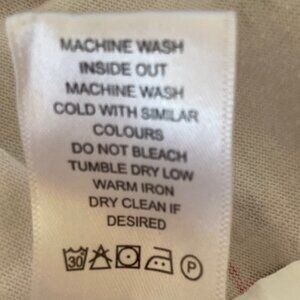 MACHINE WASH
INSIDE OUT
MACHINE WASH
COLD WITH SIMILAR
COLOURS
DO NOT BLEACH
TUMBLE DRY LOW
WARM IRON
DRY CLEAN IF
DESIRED
30 P